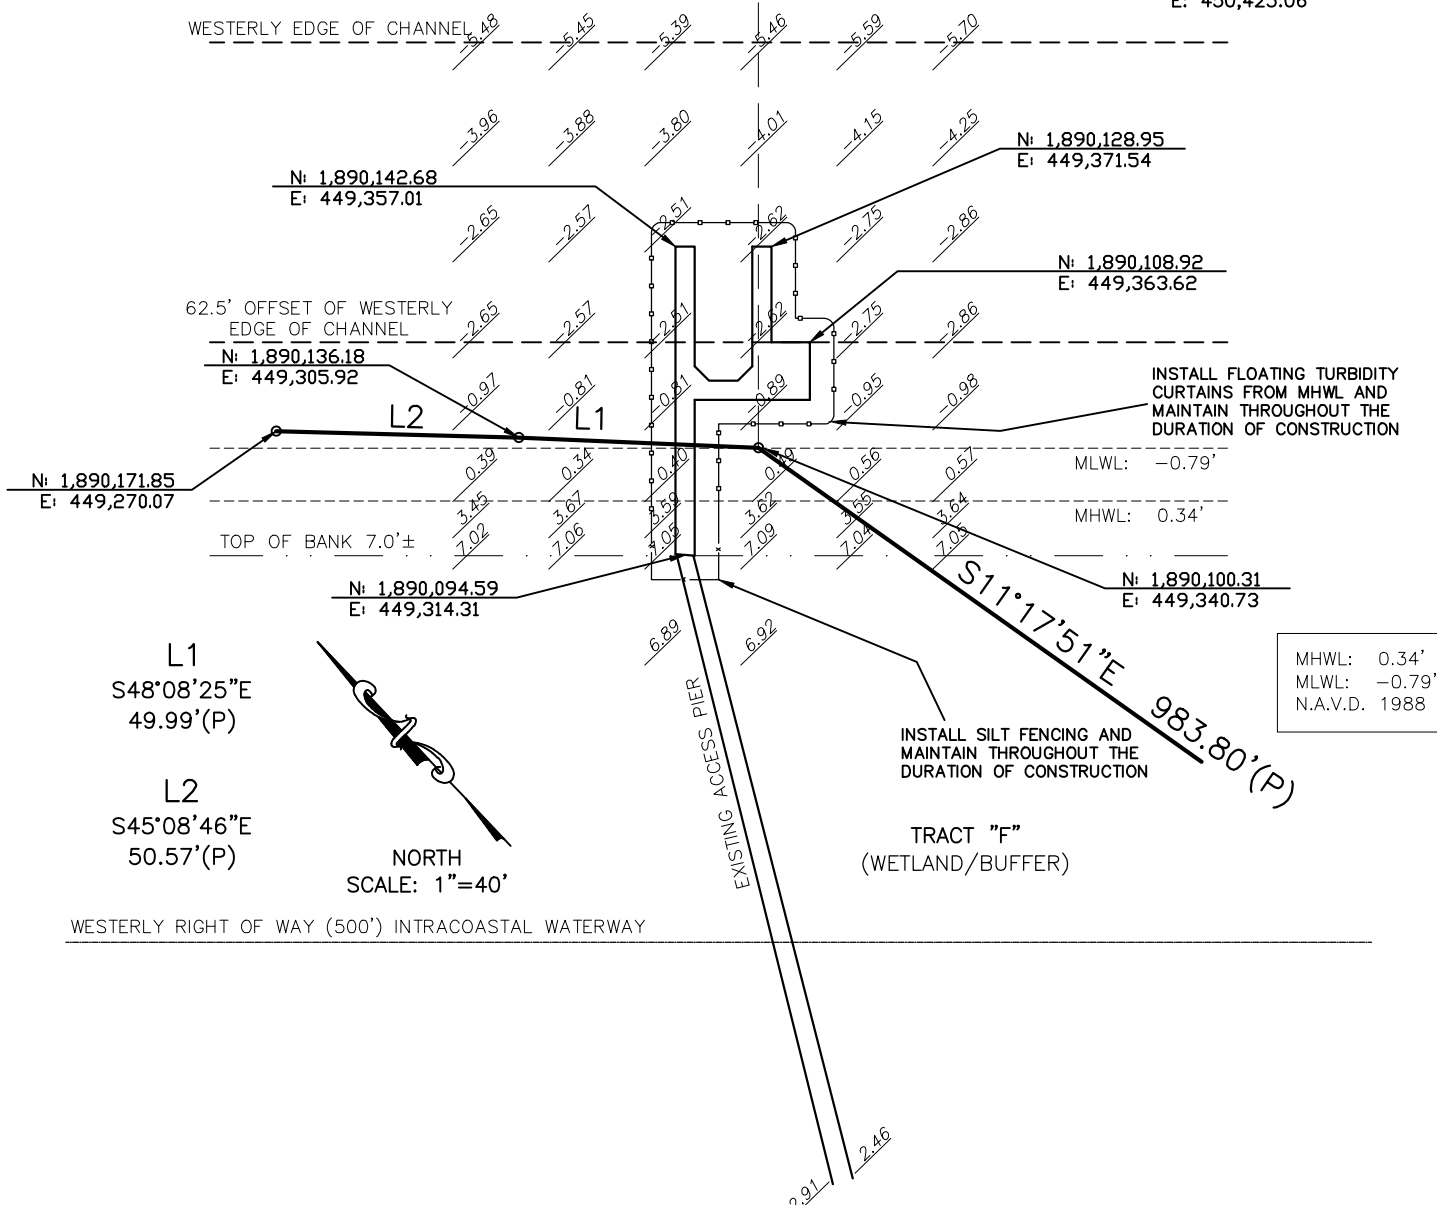 E: 450,423.06
WESTERLY EDGE OF CHANNEL
-5.48 -5.45 -5.39 -5.46 -5.59 -5.70
-3.96 -3.88 -3.80 -4.01 -4.15 -4.25
N: 1,890,128.95
E: 449,371.54
N: 1,890,142.68
E: 449,357.01
-2.65 -2.57 -2.51 -2.62 -2.75 -2.86
N: 1,890,108.92
E: 449,363.62
62.5' OFFSET OF WESTERLY
EDGE OF CHANNEL
-2.65 -2.57 -2.51 -2.62 -2.75 -2.86
N: 1,890,136.18
E: 449,305.92
INSTALL FLOATING TURBIDITY
CURTAINS FROM MHWL AND
MAINTAIN THROUGHOUT THE
DURATION OF CONSTRUCTION
-0.97 -0.81 -0.81 -0.89 -0.95 -0.98
L2 L1
N: 1,890,171.85
E: 449,270.07
0.39 0.34 0.40 0.49 0.56 0.57
MLWL: -0.79'
3.45 3.67 3.59 3.62 3.55 3.64
MHWL: 0.34'
TOP OF BANK 7.0'±
7.02 7.06 7.05 7.09 7.04 7.05
N: 1,890,094.59
E: 449,314.31
N: 1,890,100.31
E: 449,340.73
S11°17'51"E 983.80'(P)
6.89 6.92
MHWL: 0.34'
MLWL: -0.79'
N.A.V.D. 1988
L1
S48°08'25"E
49.99'(P)
L2
S45°08'46"E
50.57'(P)
NORTH
SCALE: 1"=40'
EXISTING ACCESS PIER
INSTALL SILT FENCING AND
MAINTAIN THROUGHOUT THE
DURATION OF CONSTRUCTION
TRACT "F"
(WETLAND/BUFFER)
WESTERLY RIGHT OF WAY (500') INTRACOASTAL WATERWAY
2.46
2.91